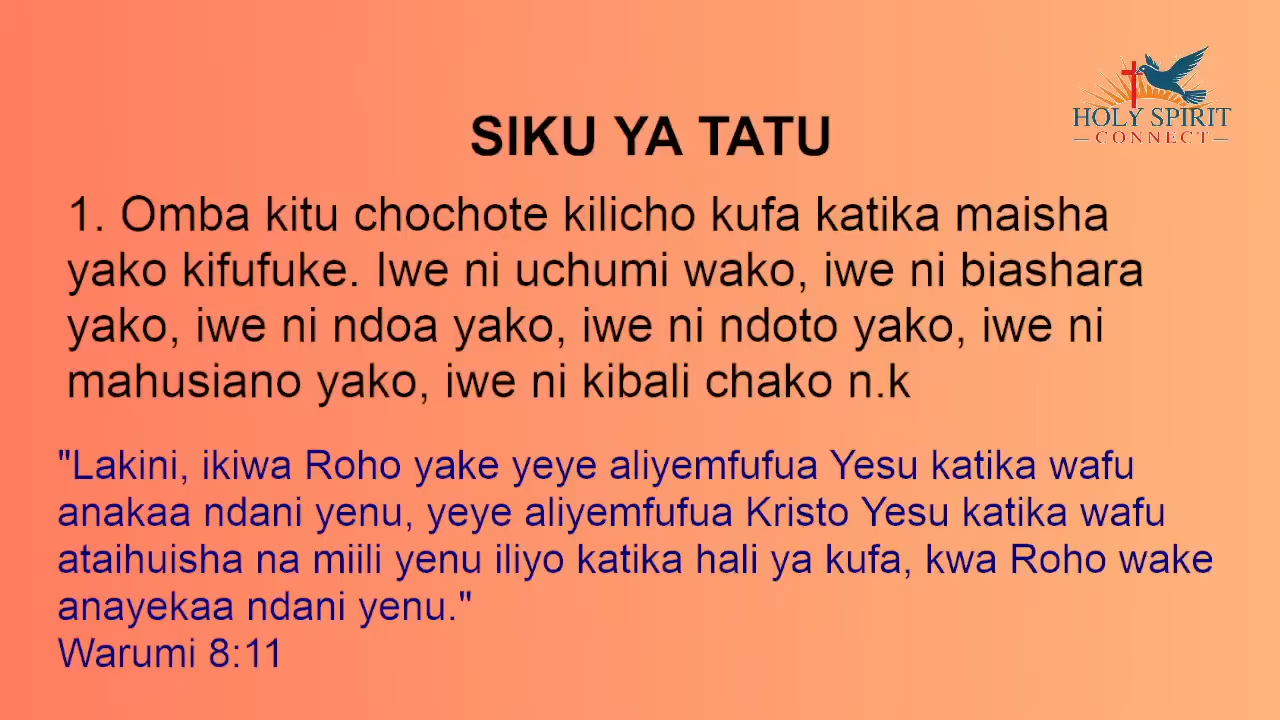 HOLY SPIRIT
CONNECT
SIKU YA TATU
1. Omba kitu chochote kilicho kufa katika maisha
yako kifufuke. Iwe ni uchumi wako, iwe ni biashara
yako, iwe ni ndoa yako, iwe ni ndoto yako, iwe ni
mahusiano yako, iwe ni kibali chako n.k
"Lakini, ikiwa Roho yake yeye aliyemfufua Yesu katika wafu
anakaa ndani yenu, yeye aliyemfufua Kristo Yesu katika wafu
ataihuisha na miili yenu iliyo katika hali ya kufa, kwa Roho wake
anayekaa ndani yenu."
Warumi 8:11